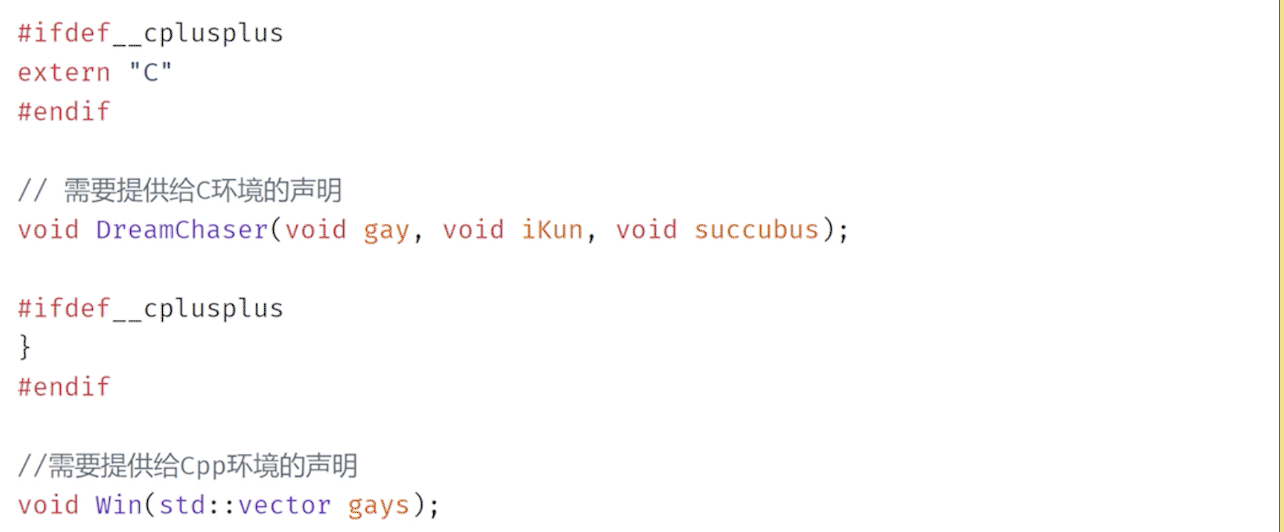 #ifdef__cplusplus
extern "C"
#endif
// 需要提供给C环境的声明
void DreamChaser(void gay, void iKun, void succubus);
#ifdef__cplusplus
}
#endif
//需要提供给Cpp环境的声明
void Win(std::vector gays);